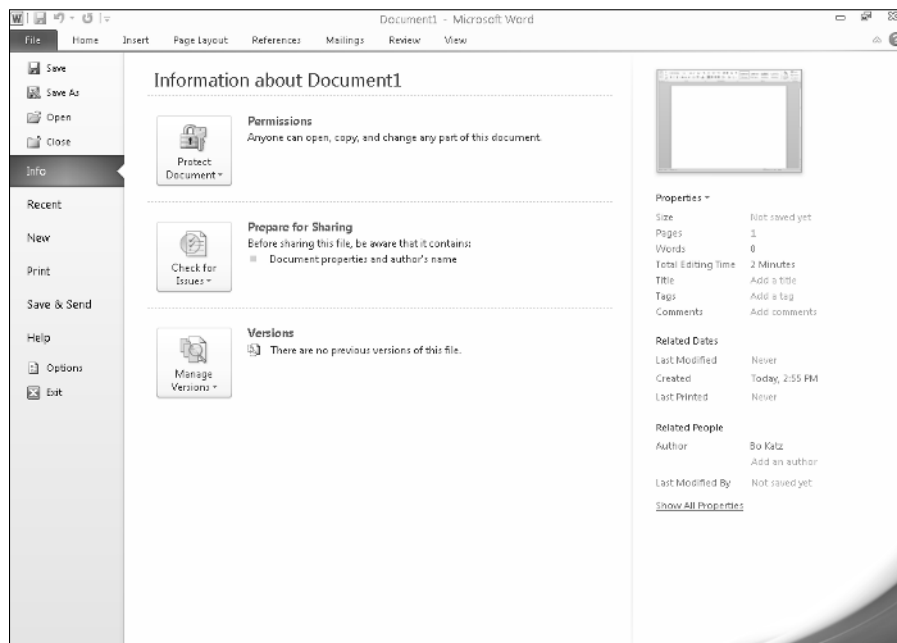 W
Document1 - Microsoft Word
File Home Insert Page Layout References Mailings Review View
Save
Save As
Open
Close
Info
Recent
New
Print
Save & Send
Help
Options
Exit
Information about Document1
Protect
Document
Permissions
Anyone can open, copy, and change any part of this document.
Check for
Issues
Prepare for Sharing
Before sharing this file, be aware that it contains:
Document properties and author's name
Manage
Versions
Versions
There are no previous versions of this file.
Properties
Size Not saved yet
Pages 1
Words 0
Total Editing Time 2 Minutes
Title Add a title
Tags Add a tag
Comments Add comments
Related Dates
Last Modified Never
Created Today, 2:55 PM
Last Printed Never
Related People
Author Bo Katz
Add an author
Last Modified By Not saved yet
Show All Properties